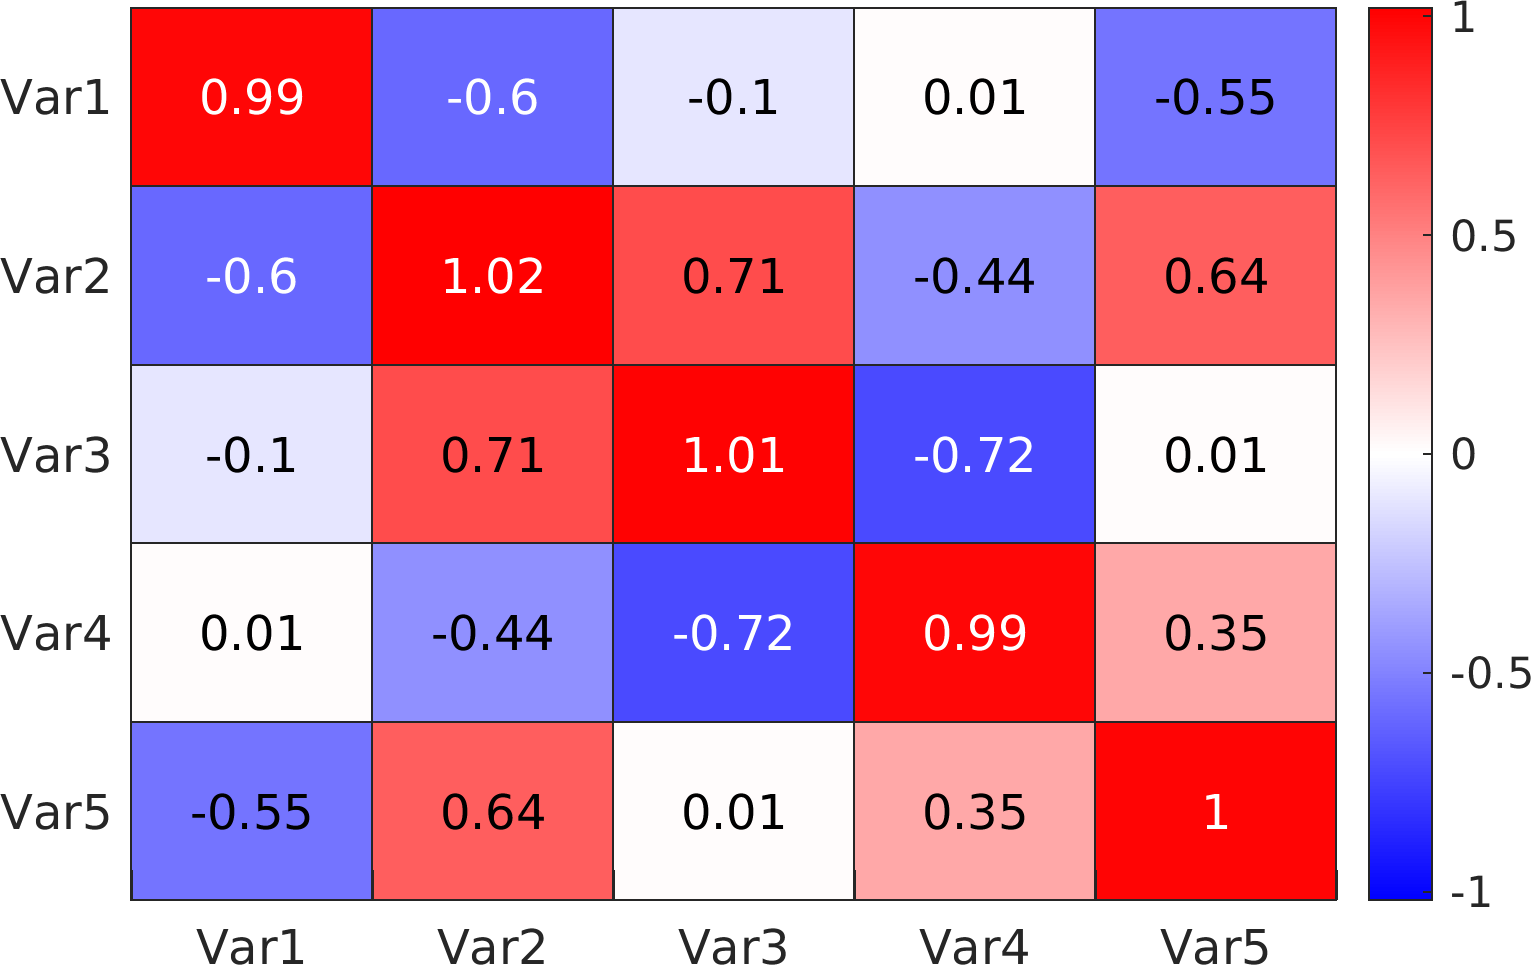 Var1 0.99 -0.6 -0.1 0.01 -0.55
Var2 -0.6 1.02 0.71 -0.44 0.64
Var3 -0.1 0.71 1.01 -0.72 0.01
Var4 0.01 -0.44 -0.72 0.99 0.35
Var5 -0.55 0.64 0.01 0.35 1
Var1 Var2 Var3 Var4 Var5
1
0.5
0
-0.5
-1